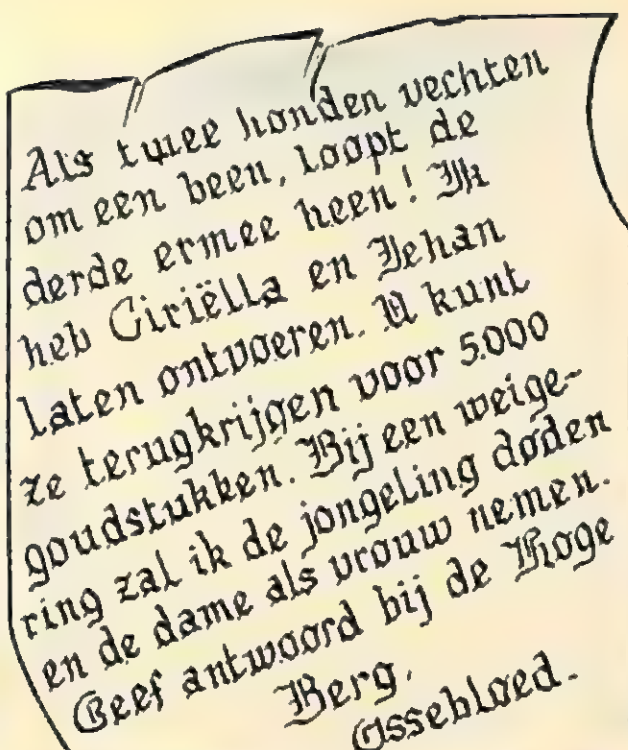 Als twee honden vechten
om een been, loopt de
derde ermee heen! Ik
heb Ciriëlla en Jehan
laten ontvoeren. U kunt
ze terugkrijgen voor 5.000
goudstukken. Bij een weige-
ring zal ik de jongeling doden
en de dame als vrouw nemen.
Geef antwoord bij de Hoge
Berg.
Ossebloed.